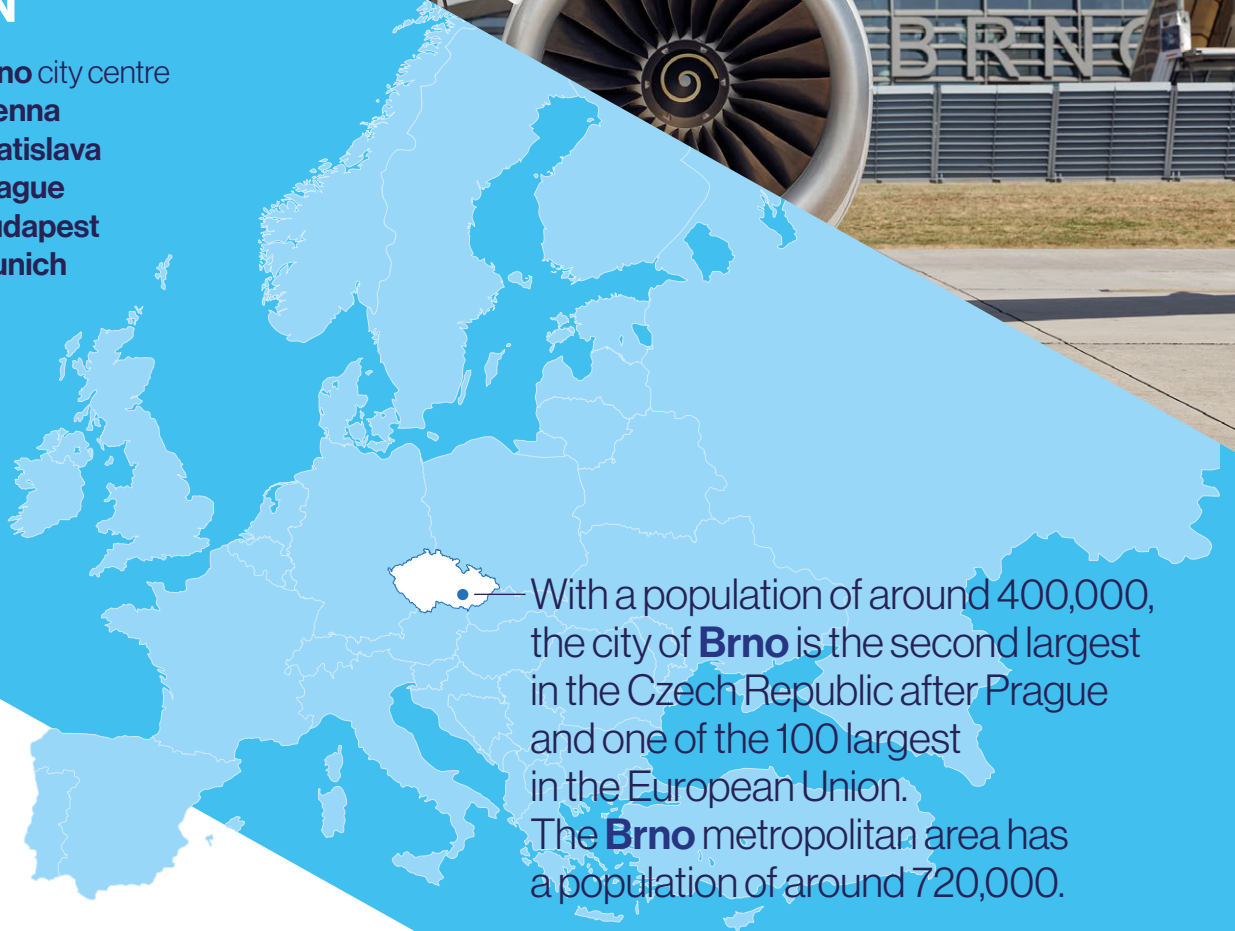 N
no city centre
enna
atislava
ague
udapest
unich
BRNO
With a population of around 400,000,
the city of Brno is the second largest
in the Czech Republic after Prague
and one of the 100 largest
in the European Union.
The Brno metropolitan area has
a population of around 720,000.